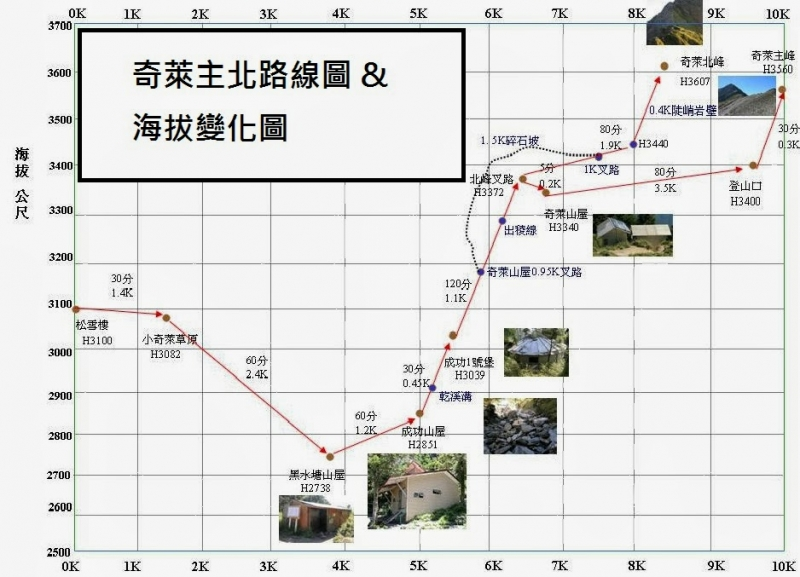 0K 1K 2K 3K 4K 5K 6K 7K 8K 9K 10K
3700
3600
3500
3400
3300
3200
3100
3000
2900
2800
2700
2600
2500
海拔 公尺
奇萊主北路線圖 &
海拔變化圖
奇萊北峰
H3607
奇萊主峰
H3560
0.4K陡峭岩壁
30分
0.3K
1.5K碎石坡
80分
1.9K
H3440
1K叉路
北峰叉路
H3372
5分
0.2K
80分
3.5K
登山口
H3400
奇萊山屋
H3340
出稜線
奇萊山屋0.95K叉路
120分
1.1K
30分
1.4K
松雪樓
H3100
小奇萊草原
H3082
60分
2.4K
成功1號堡
H3039
30分
0.45K
乾溪溝
60分
1.2K
成功山屋
H2851
黑水塘山屋
H2738
0K 1K 2K 3K 4K 5K 6K 7K 8K 9K 10K